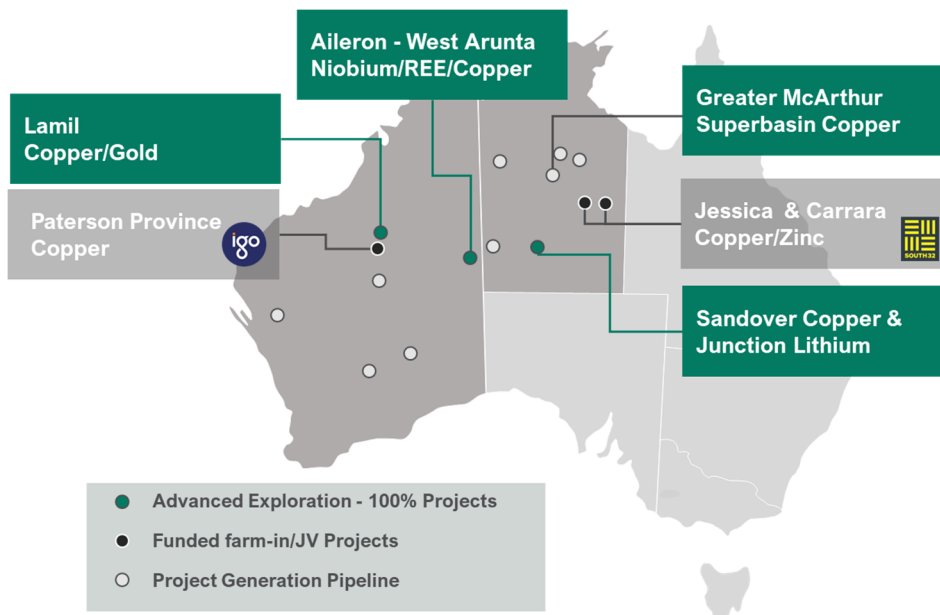 Aileron - West Arunta
Niobium/REE/Copper
Lamil
Copper/Gold
Paterson Province
Copper
igo
Greater McArthur
Superbasin Copper
Jessica & Carrara
Copper/Zinc
SOUTH32
Sandover Copper &
Junction Lithium
Advanced Exploration - 100% Projects
Funded farm-in/JV Projects
Project Generation Pipeline